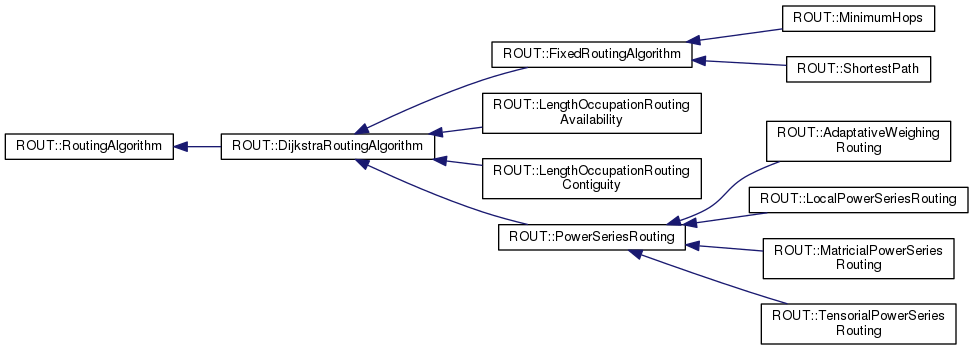 ROUT::RoutingAlgorithm
ROUT::DijkstraRoutingAlgorithm
ROUT::FixedRoutingAlgorithm
ROUT::LengthOccupationRouting
Availability
ROUT::LengthOccupationRouting
Contiguity
ROUT::PowerSeriesRouting
ROUT::MinimumHops
ROUT::ShortestPath
ROUT::AdaptativeWeighing
Routing
ROUT::LocalPowerSeriesRouting
ROUT::MatricialPowerSeries
Routing
ROUT::TensorialPowerSeries
Routing